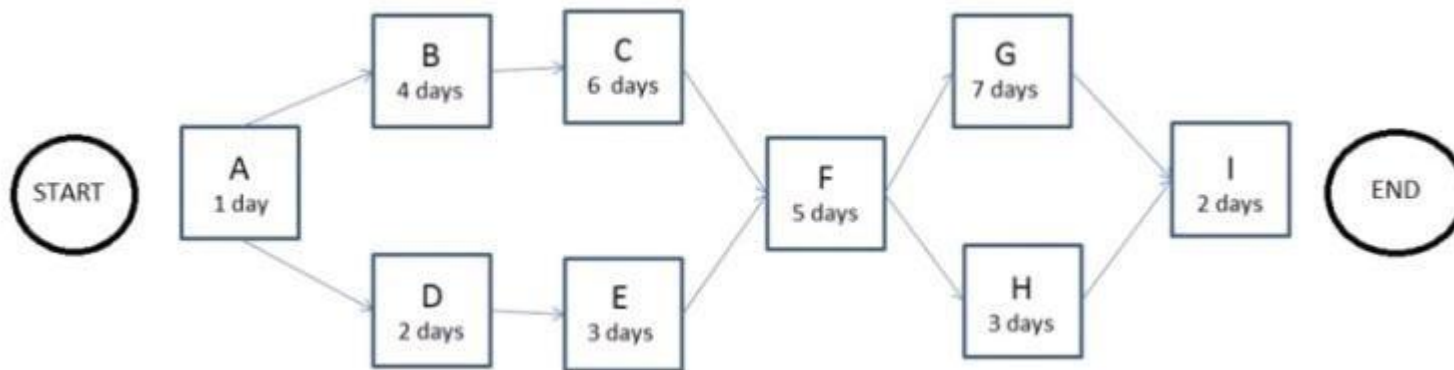 START
A
1 day
B
4 days
C
6 days
D
2 days
E
3 days
F
5 days
G
7 days
H
3 days
I
2 days
END